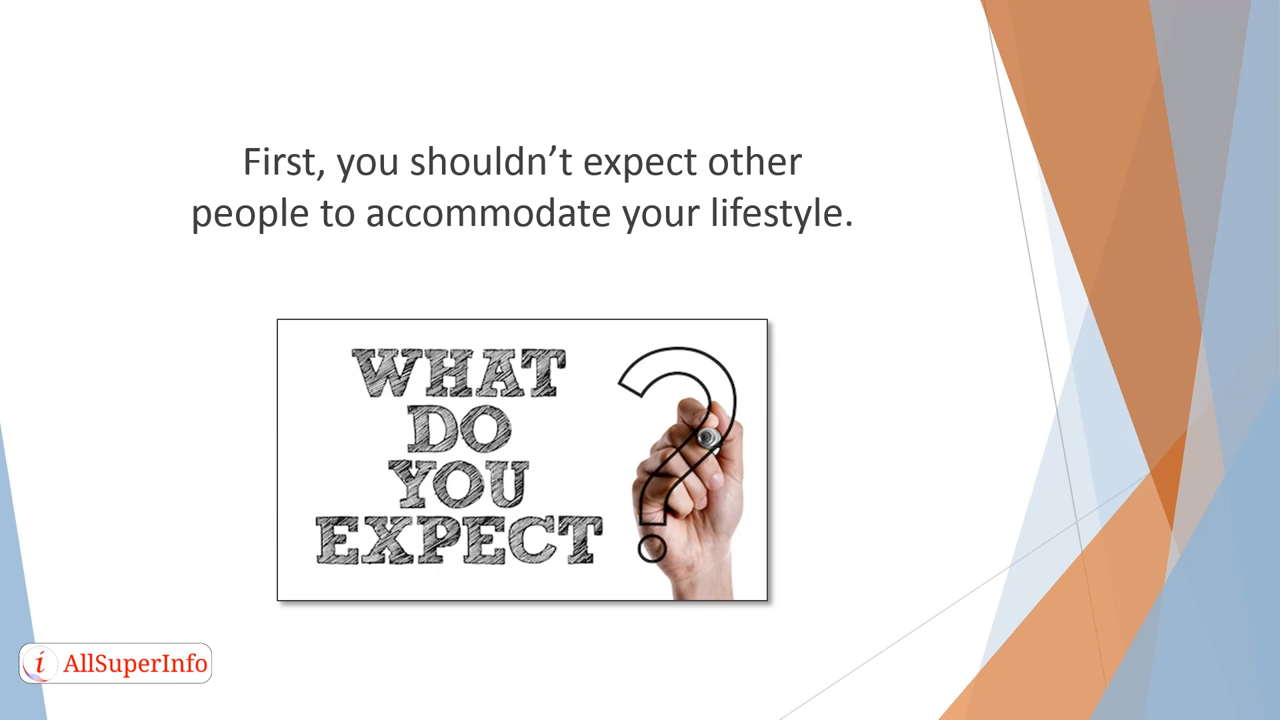 First, you shouldn’t expect other
people to accommodate your lifestyle.
WHAT
DO
YOU
EXPECT
?
i AllSuperInfo